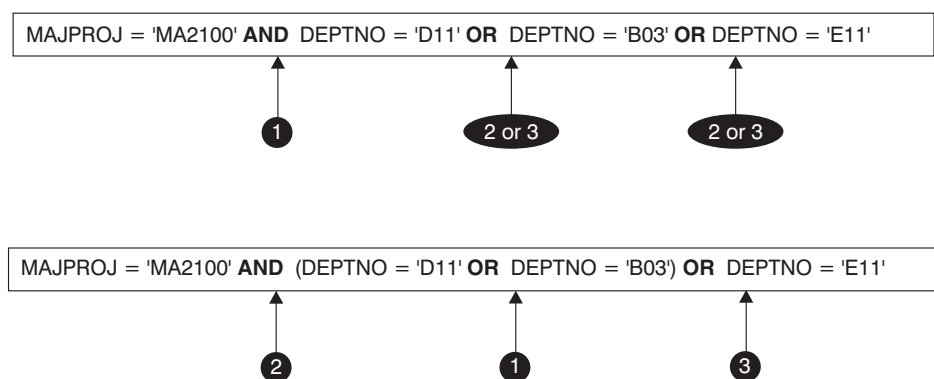 MAJPROJ = 'MA2100' AND DEPTNO = 'D11' OR DEPTNO = 'B03' OR DEPTNO = 'E11'
1 2 or 3 2 or 3
MAJPROJ = 'MA2100' AND (DEPTNO = 'D11' OR DEPTNO = 'B03') OR DEPTNO = 'E11'
2 1 3